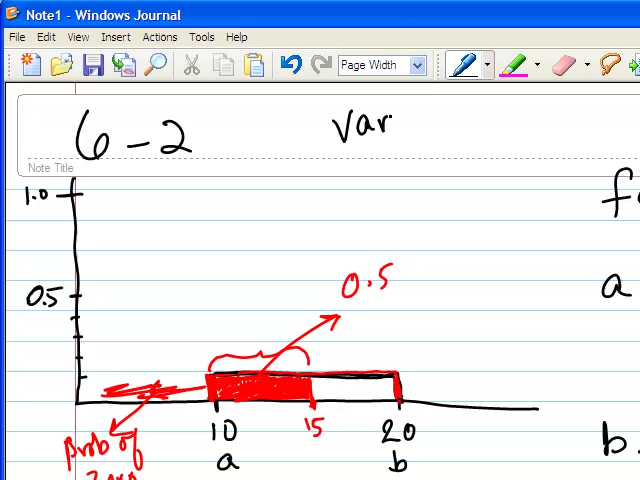 Note1 - Windows Journal
File Edit View Insert Actions Tools Help
Page Width
6-2 Var
Note Title
1.0
0.5
0.5
a
10 15 20
a b
Prob of
b.